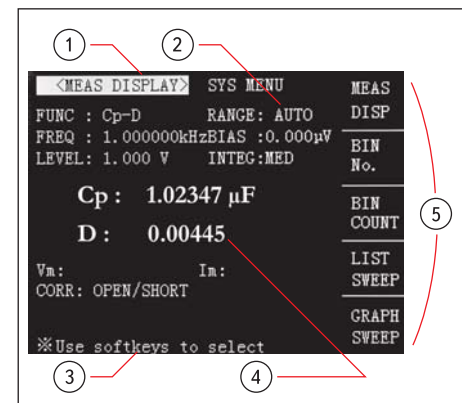 1
2
<MEAS DISPLAY> SYS MENU
MEAS
DISP
FUNC : Cp-D RANGE: AUTO
FREQ : 1.000000kHzBIAS :0.000µV
LEVEL: 1.000 V INTEG:MED
BIN
No.
Cp : 1.02347 µF
D : 0.00445
BIN
COUNT
5
Vm: Im:
CORR: OPEN/SHORT
LIST
SWEEP
GRAPH
SWEEP
※Use softkeys to select
3
4